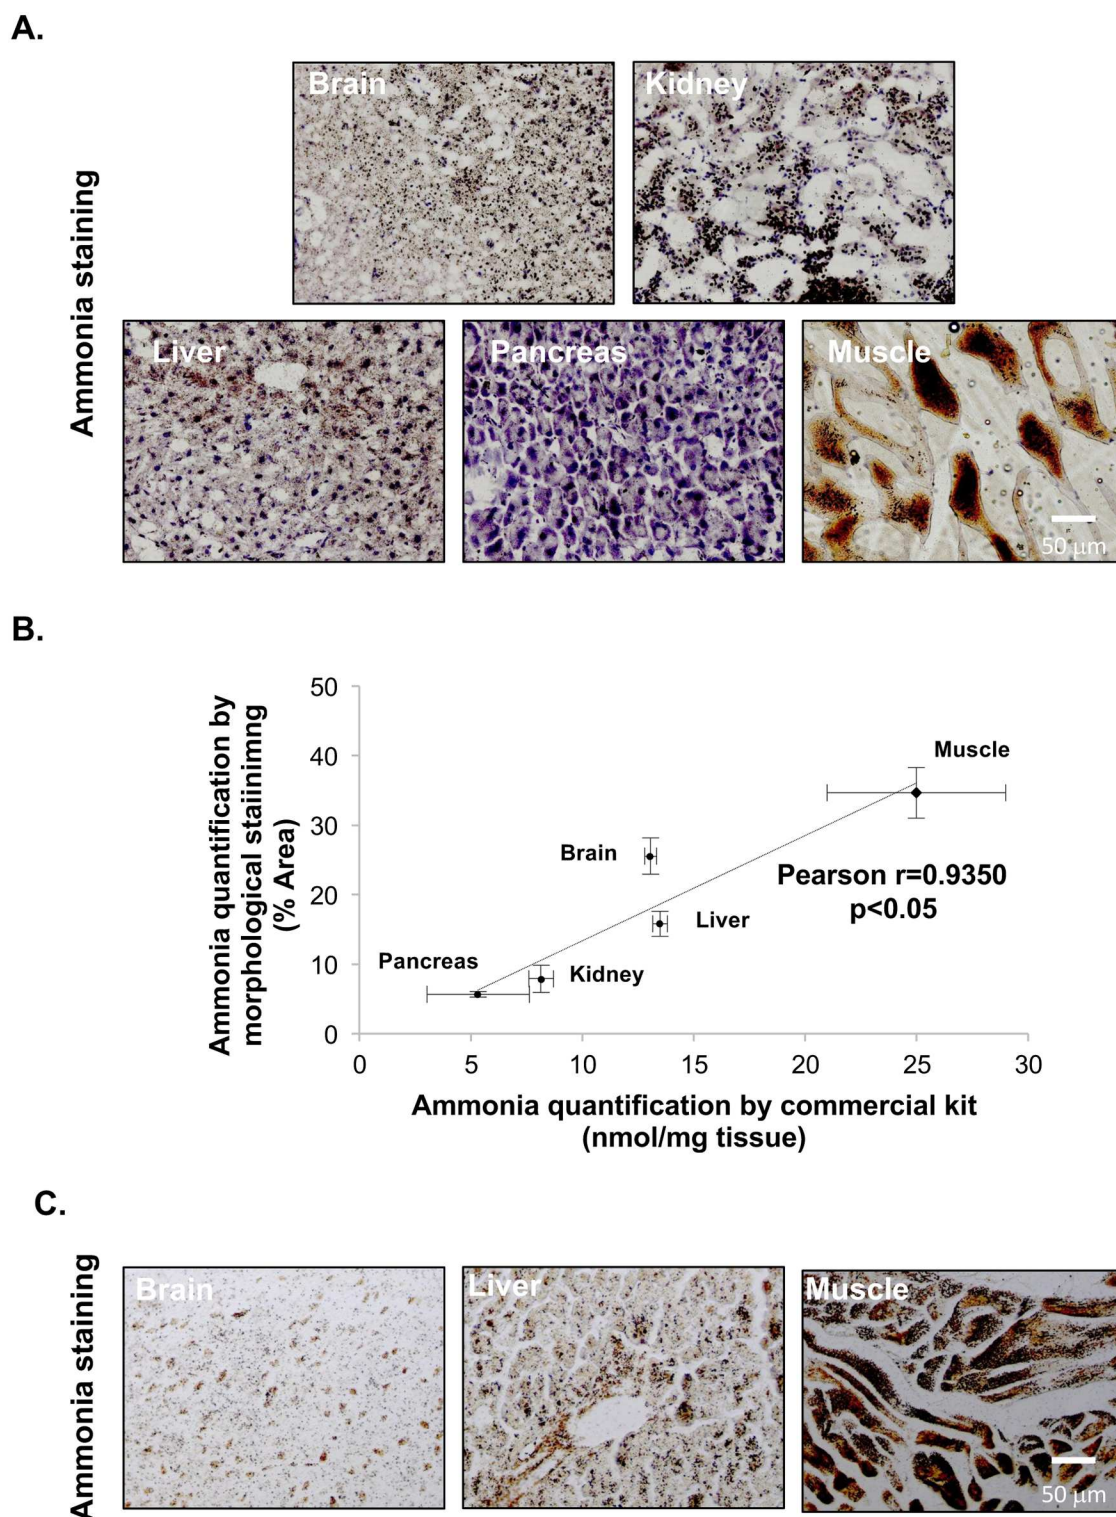 A.
Ammonia staining
Brain
Kidney
Liver
Pancreas
Muscle
50 μm
B.
Ammonia quantification by
morphological staiinimng
(% Area)
50
40
30
20
10
0
0
5
10
15
20
25
30
Muscle
Brain
Liver
Pancreas
Kidney
Pearson r=0.9350
p<0.05
Ammonia quantification by commercial kit
(nmol/mg tissue)
C.
Ammonia staining
Brain
Liver
Muscle
50 μm